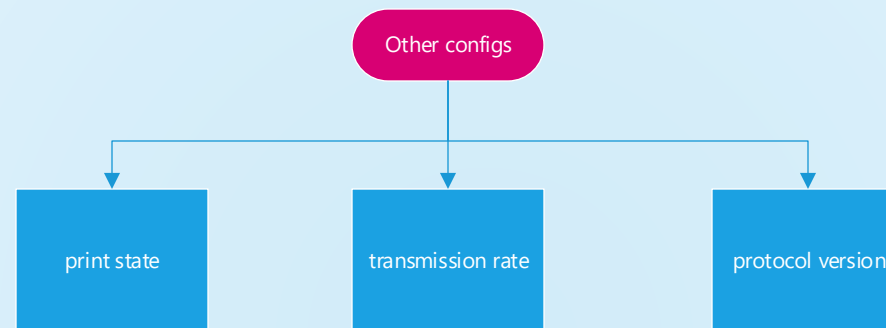 Other configs
print state
transmission rate
protocol version